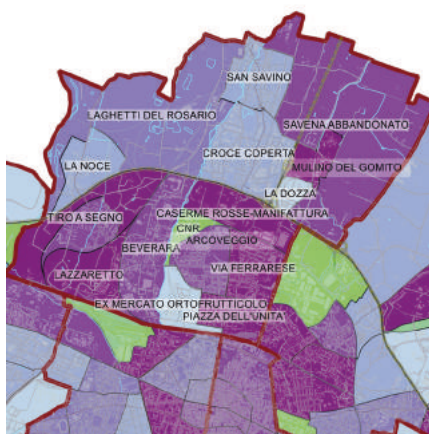 SAN SAVINO
LAGHETTI DEL ROSARIO
SAVENA ABBANDONATO
CROCE COPERTA
LA NOCE
MULINO DEL GOMITO
LA DOZZA
TIRO A SEGNO
CASERME ROSSE-MANIFATTURA
CNR
ARCOVEGGIO
BEVERARA
LAZZARETTO
VIA FERRARESE
EX MERCATO ORTOFRUTTICOLO
PIAZZA DELL'UNITA'